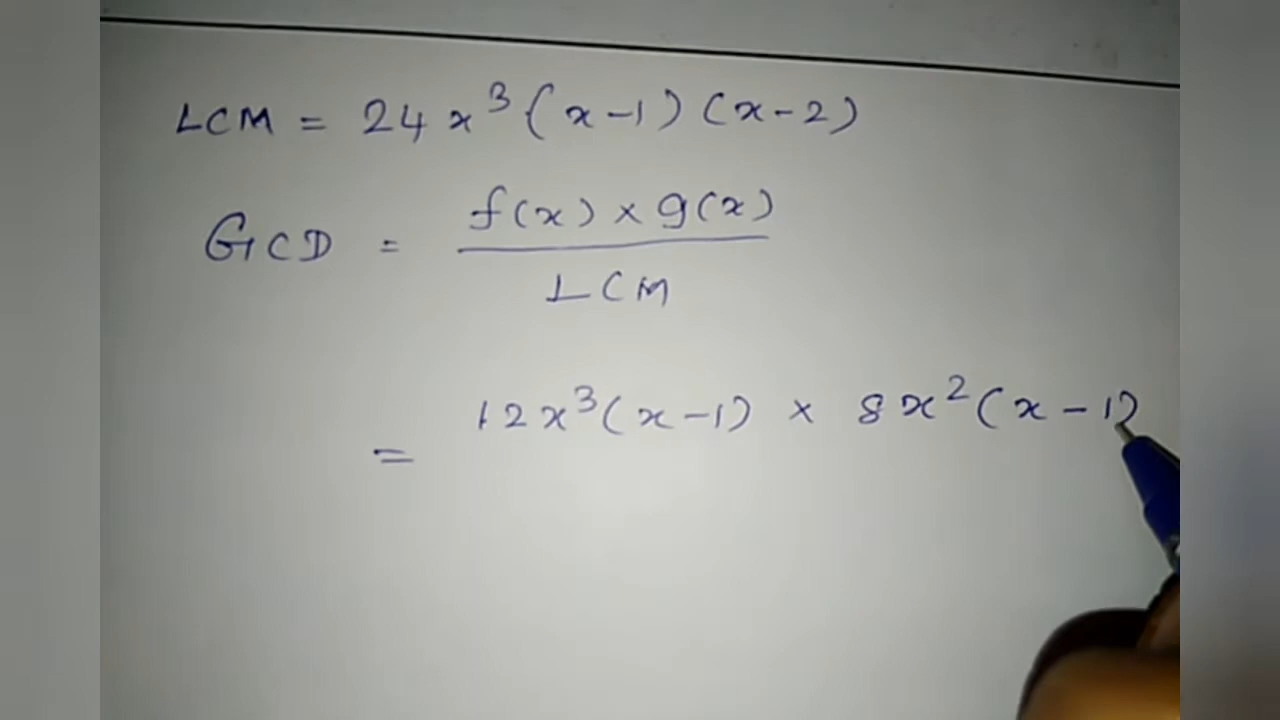 LCM = 24x³(x-1)(x-2)
GCD = f(x) × g(x)
LCM
= 12x³(x-1) × 8x²(x-1)